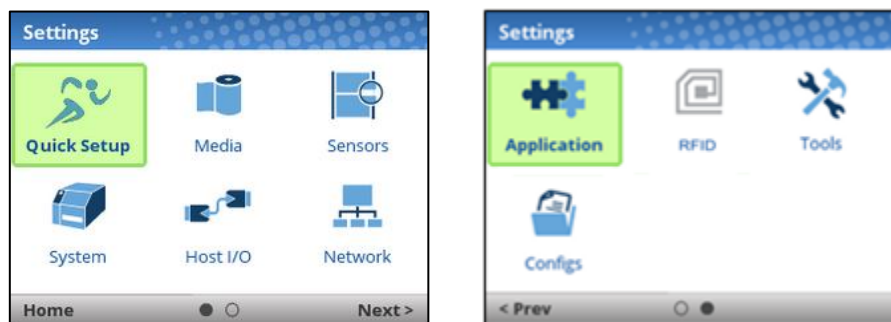 Settings
Quick Setup Media Sensors
System Host I/O Network
Home Next >
Settings
Application RFID Tools
Configs
< Prev